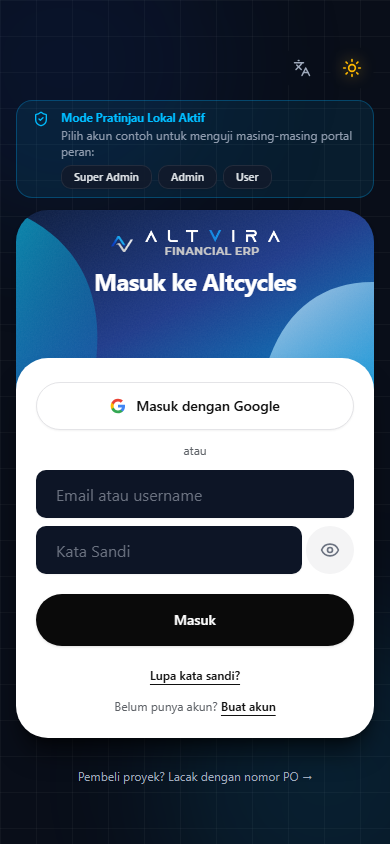 Mode Pratinjau Lokal Aktif
Pilih akun contoh untuk menguji masing-masing portal
peran:
Super Admin
Admin
User
ALTVIRA
FINANCIAL ERP
Masuk ke Altcycles
Masuk dengan Google
atau
Email atau username
Kata Sandi
Masuk
Lupa kata sandi?
Belum punya akun? Buat akun
Pembeli proyek? Lacak dengan nomor PO →